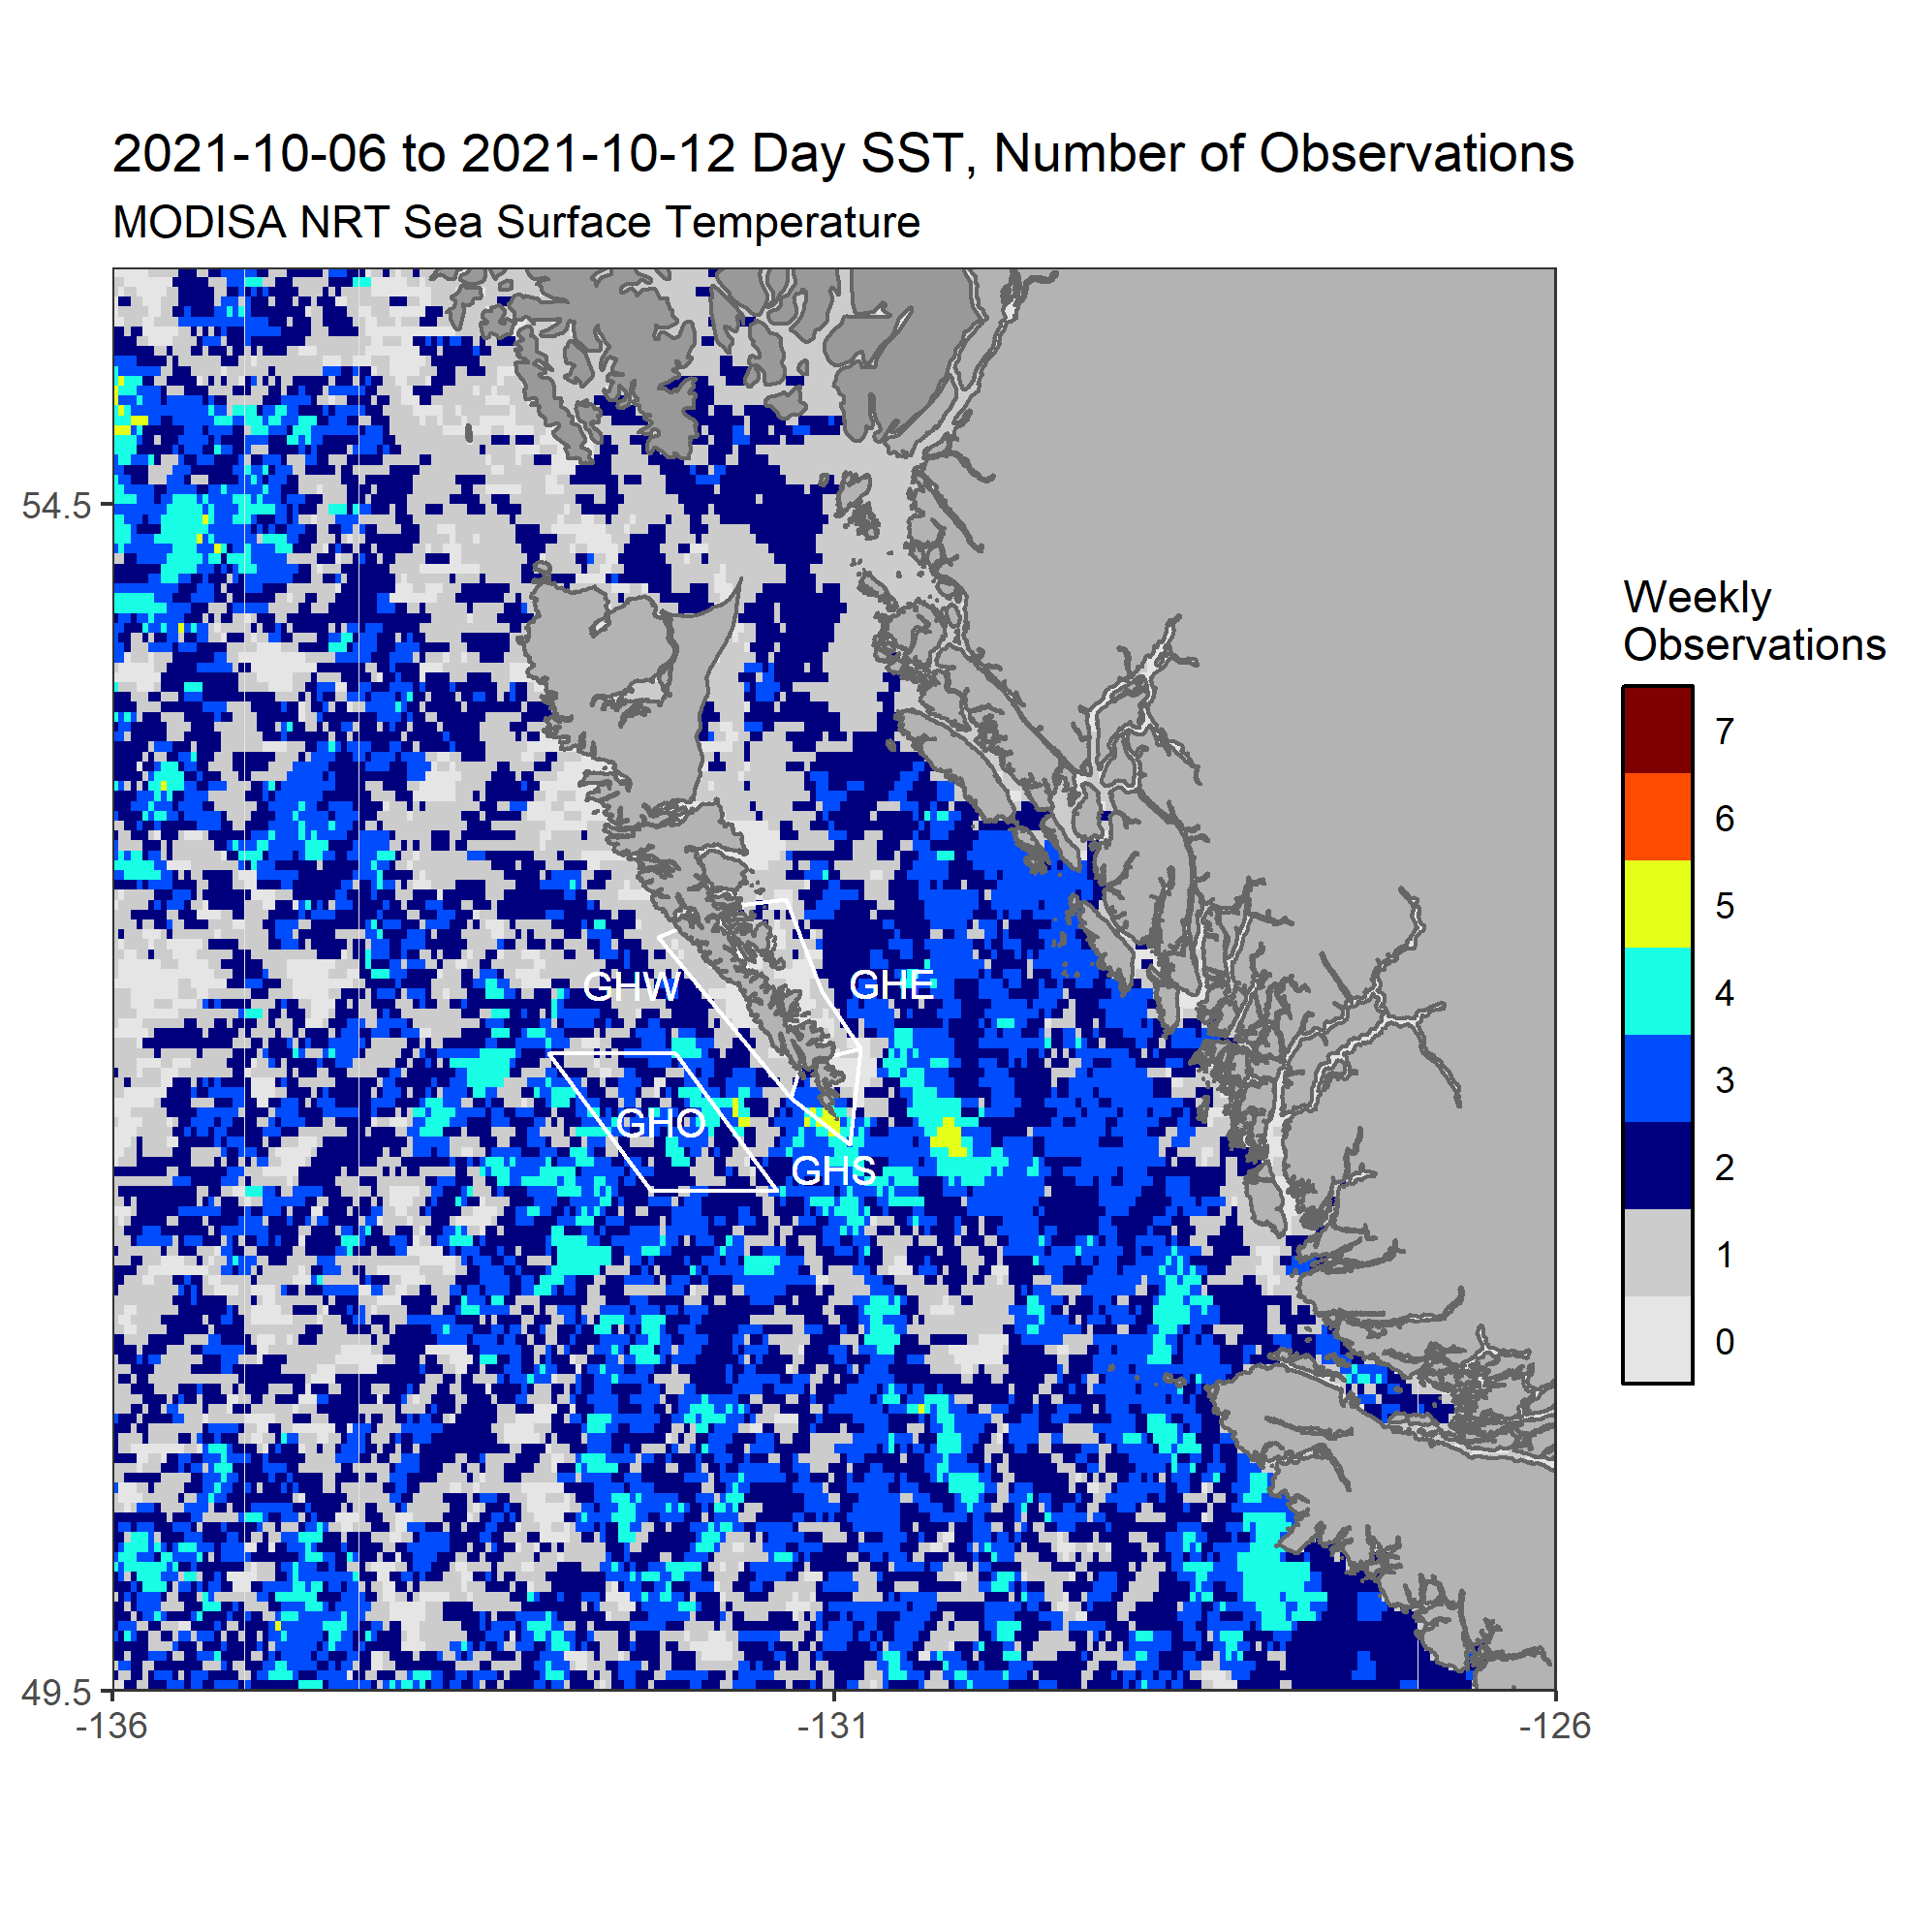 2021-10-06 to 2021-10-12 Day SST, Number of Observations
MODISA NRT Sea Surface Temperature
54.5
49.5
-136
-131
-126
GHW
GHE
GHO
GHS
Weekly
Observations
7
6
5
4
3
2
1
0